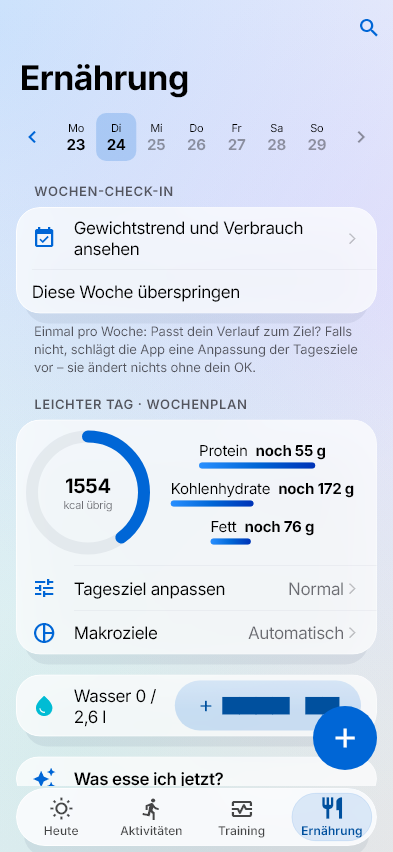 Ernährung
Mo Di Mi Do Fr Sa So
23 24 25 26 27 28 29
WOCHEN-CHECK-IN
Gewichtstrend und Verbrauch
ansehen
Diese Woche überspringen
Einmal pro Woche: Passt dein Verlauf zum Ziel? Falls
nicht, schlägt die App eine Anpassung der Tagesziele
vor – sie ändert nichts ohne dein OK.
LEICHTER TAG · WOCHENPLAN
1554
kcal übrig
Protein noch 55 g
Kohlenhydrate noch 172 g
Fett noch 76 g
Tagesziel anpassen Normal
Makroziele Automatisch
Wasser 0 /
2,6 l
+
Was esse ich jetzt?
Heute Aktivitäten Training Ernährung